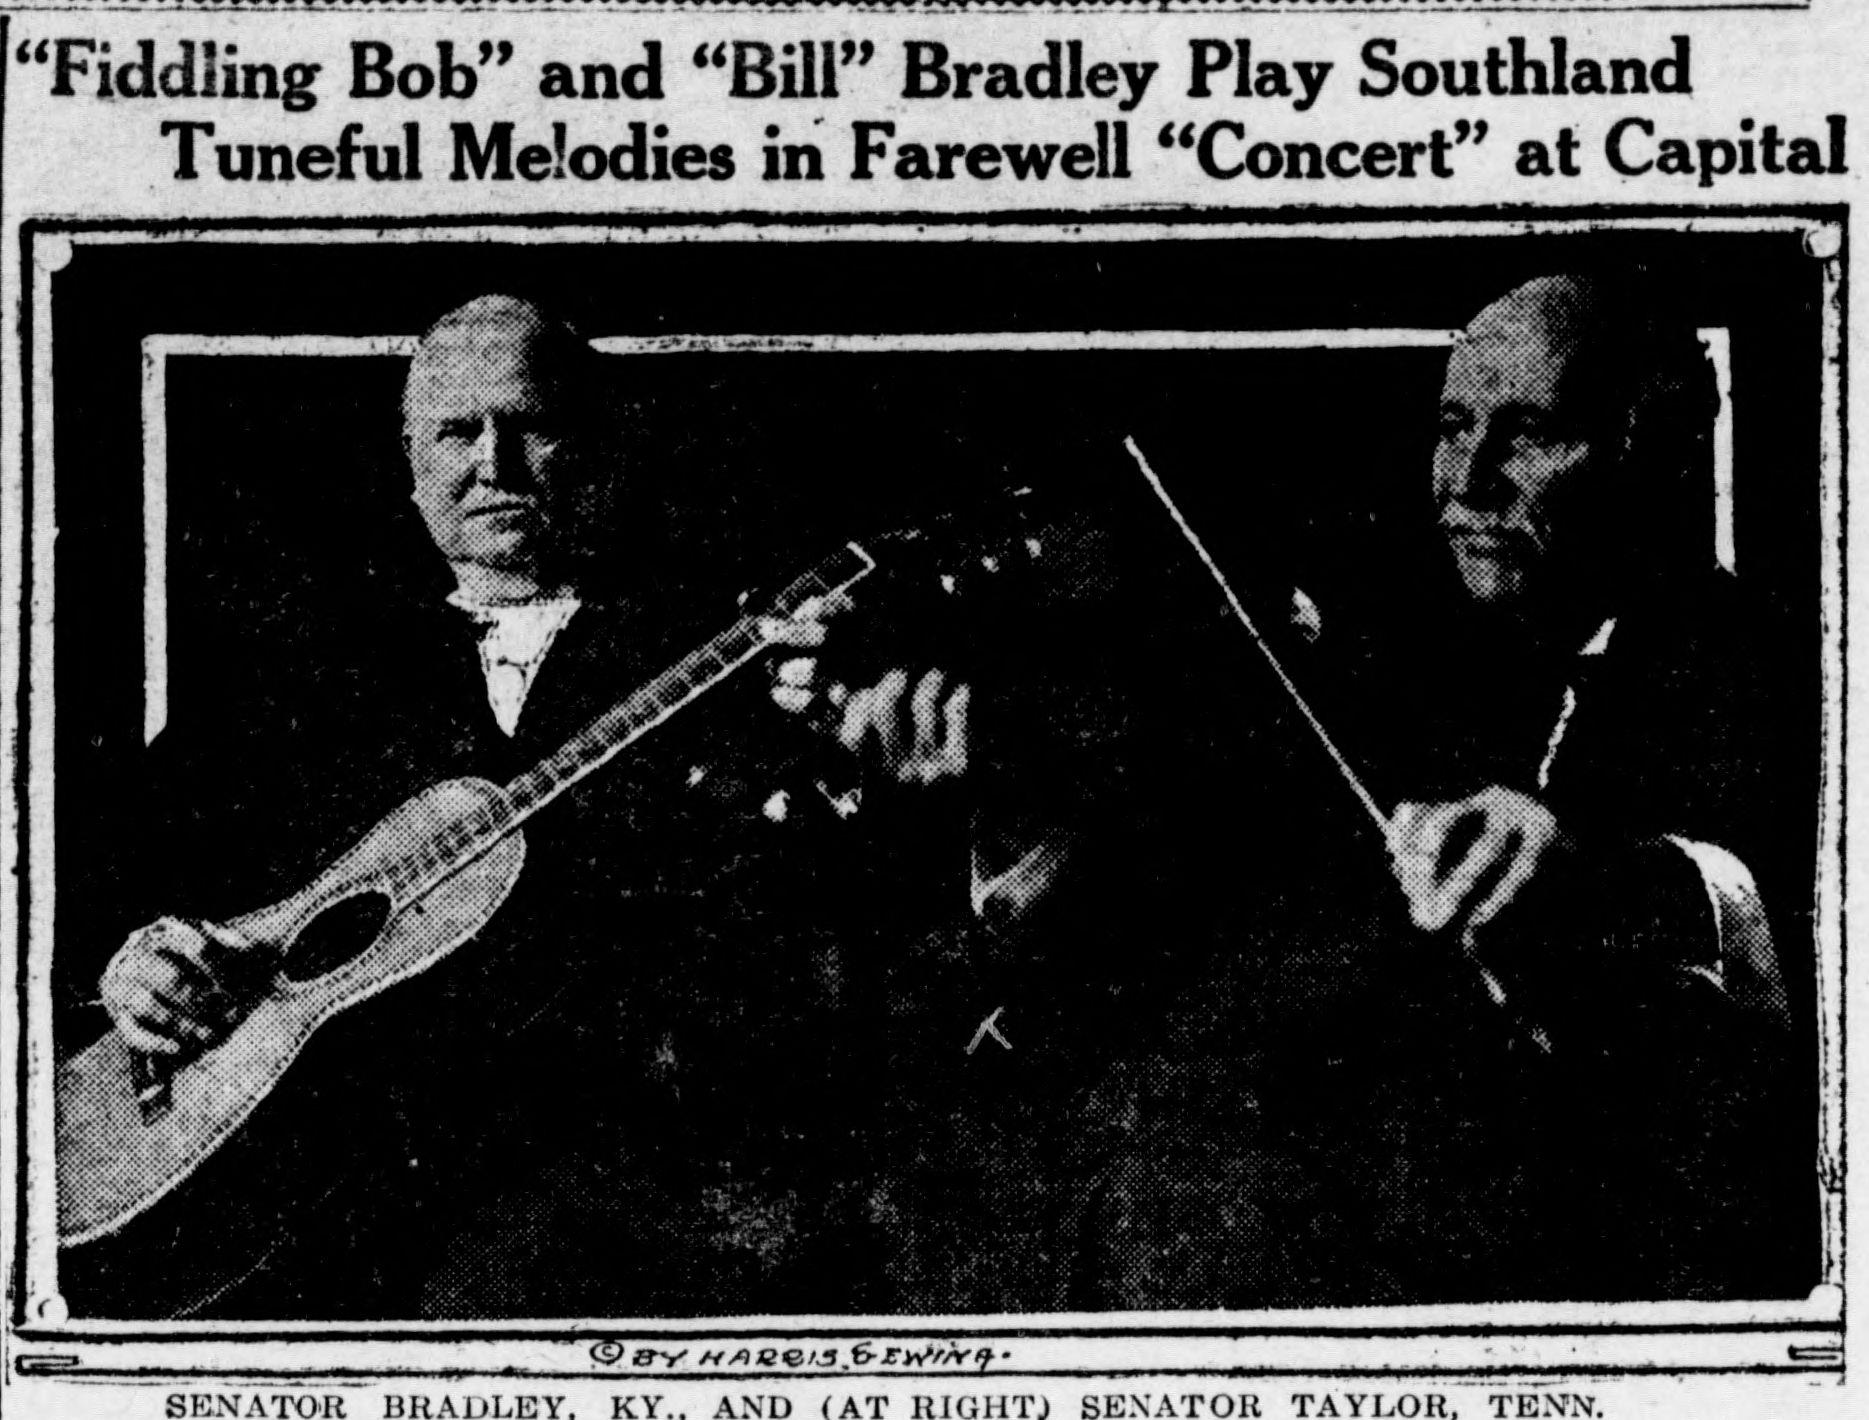 “Fiddling Bob” and “Bill” Bradley Play Southland
Tuneful Melodies in Farewell “Concert” at Capital
© BY HARRIS & EWING.
SENATOR BRADLEY, KY., AND (AT RIGHT) SENATOR TAYLOR, TENN.